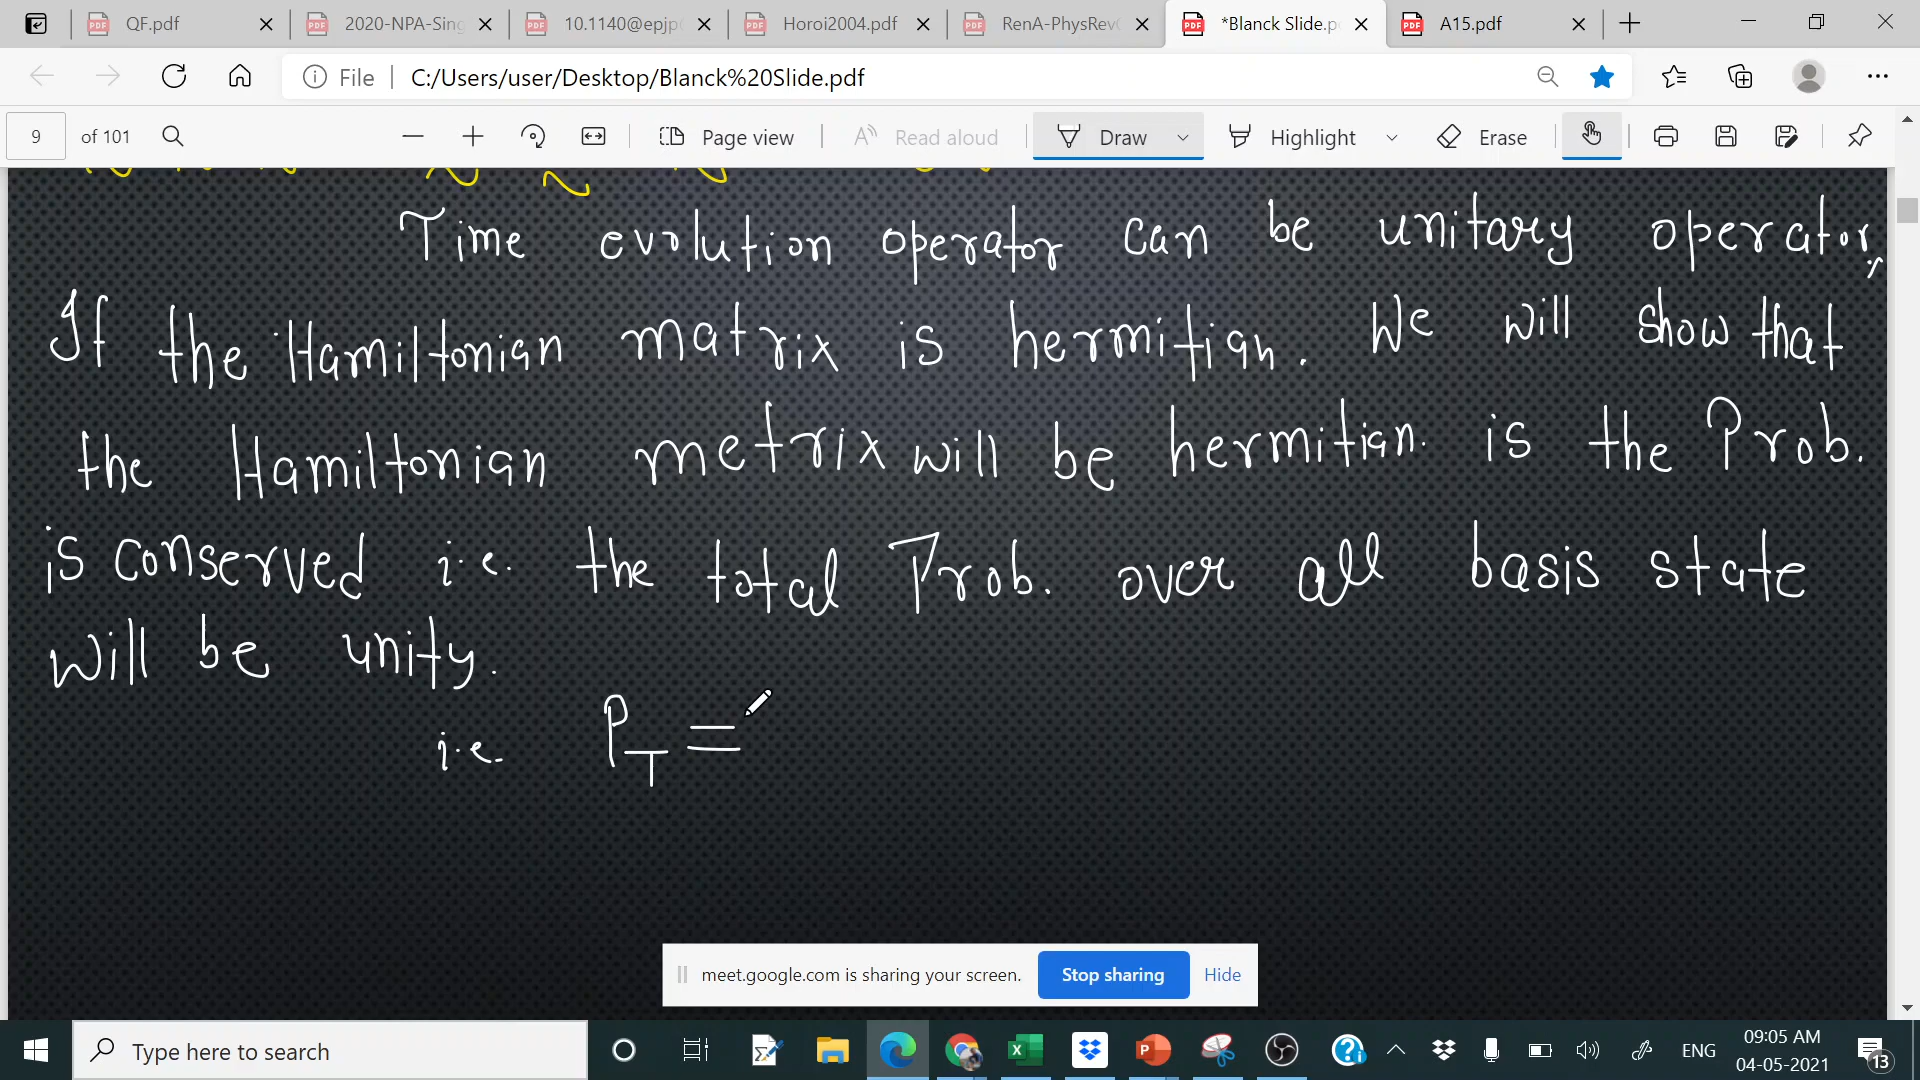 QF.pdf
2020-NPA-Sing
10.1140@epjp
Horoi2004.pdf
RenA-PhysRevC
*Blanck Slide.p
A15.pdf
File
C:/Users/user/Desktop/Blanck%20Slide.pdf
9 of 101
Page view
Read aloud
Draw
Highlight
Erase
Time evolution operator can be unitary operator,
If the Hamiltonian matrix is hermitian. We will show that
the Hamiltonian metrix will be hermitian. is the Prob.
is conserved i.e. the total Prob. over all basis state
will be unity.
i.e. P_T =
meet.google.com is sharing your screen.
Stop sharing
Hide
Type here to search
ENG
09:05 AM
04-05-2021
13